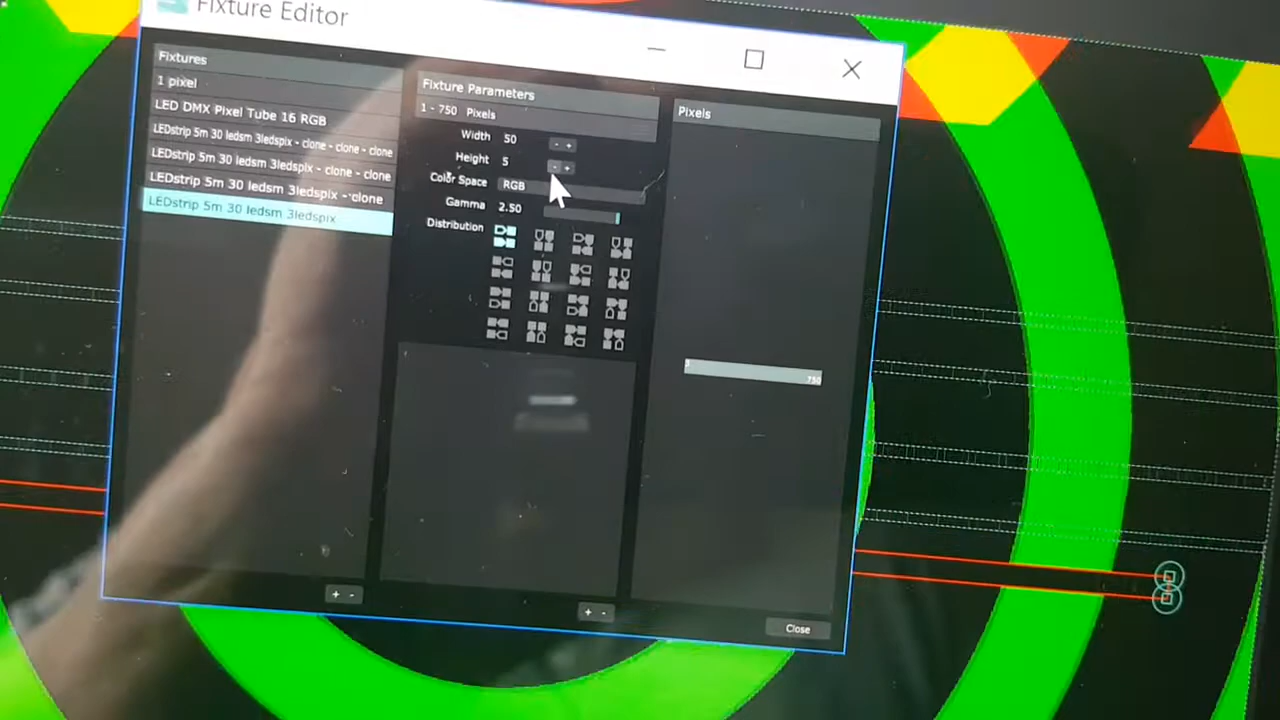 Fixture Editor
Fixtures
1 pixel
LED DMX Pixel Tube 16 RGB
LEDstrip 5m 30 ledsm 3ledspix - clone - clone - clone
LEDstrip 5m 30 ledsm 3ledspix - clone - clone
LEDstrip 5m 30 ledsm 3ledspix - clone
LEDstrip 5m 30 ledsm 3ledspix
+ -
Fixture Parameters
1 - 750 Pixels
Width 50 - +
Height 5 - +
Color Space RGB
Gamma 2.50
Distribution
+ -
Pixels
750
Close